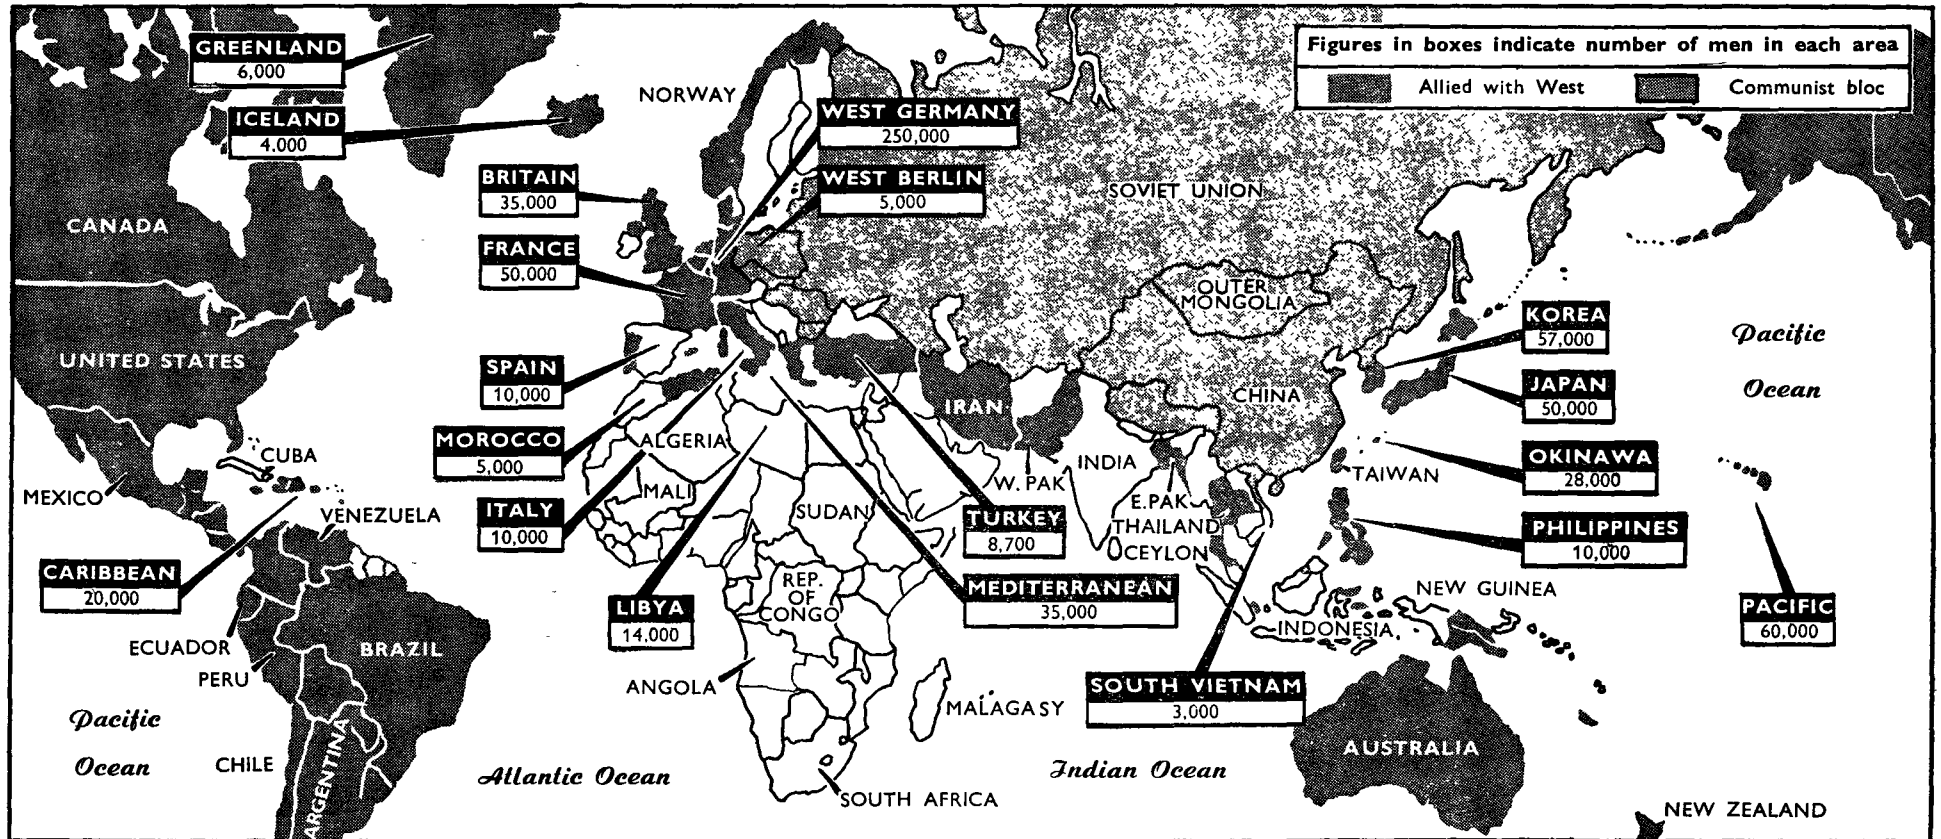 Figures in boxes indicate number of men in each area
Allied with West
Communist bloc
GREENLAND
6,000
ICELAND
4.000
NORWAY
WEST GERMANY
250,000
WEST BERLIN
5,000
BRITAIN
35,000
FRANCE
50.000
SOVIET UNION
CANADA
OUTER
MONGOLIA
KOREA
57,000
Pacific
Ocean
UNITED STATES
SPAIN
10,000
JAPAN
50,000
CHINA
IRAN
MOROCCO
5,000
ALGERIA
CUBA
INDIA
OKINAWA
28,000
TAIWAN
MEXICO
MALI
W. PAK
E.PAK
VENEZUELA
ITALY
10,000
SUDAN
TURKEY
8,700
THAILAND
CEYLON
PHILIPPINES
10,000
CARIBBEAN
20,000
REP.
OF
CONGO
MEDITERRANEAN
35,000
LIBYA
14,000
NEW GUINEA
PACIFIC
60,000
INDONESIA
ECUADOR
BRAZIL
PERU
ANGOLA
SOUTH VIETNAM
3,000
MALAGASY
Pacific
Ocean
CHILE
ARGENTINA
Atlantic Ocean
Indian Ocean
AUSTRALIA
SOUTH AFRICA
NEW ZEALAND